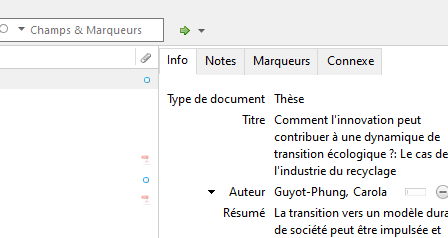 Champs & Marqueurs
Info Notes Marqueurs Connexe
Type de document Thèse
Titre Comment l'innovation peut
contribuer à une dynamique de
transition écologique ?: Le cas de
l'industrie du recyclage
Auteur Guyot-Phung, Carola
Résumé La transition vers un modèle dura
de société peut être impulsée et